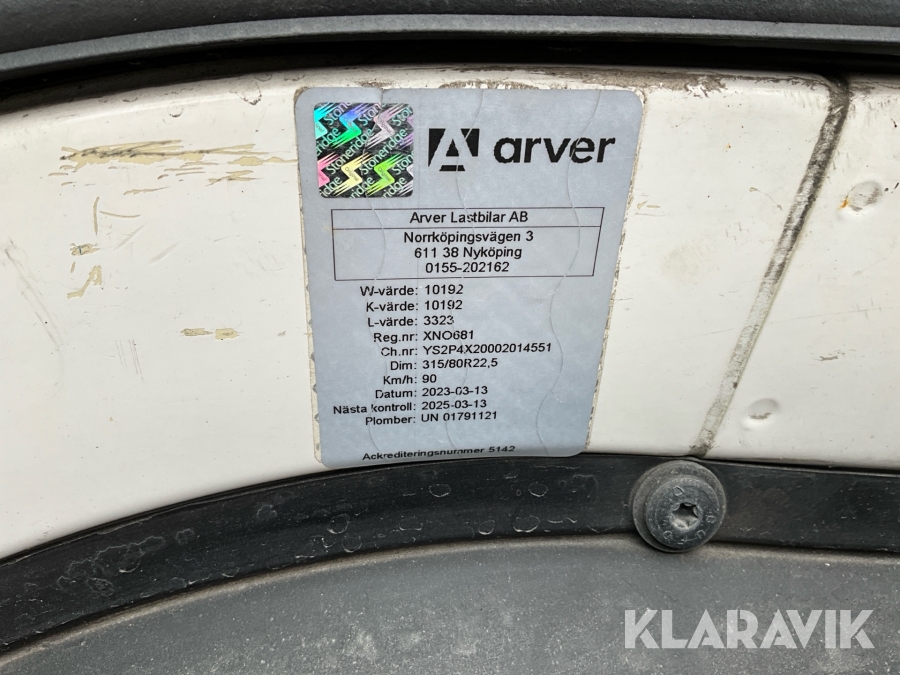 Stoneridge
arver
Arver Lastbilar AB
Norrköpingsvägen 3
611 38 Nyköping
0155-202162
W-värde: 10192
K-värde: 10192
L-värde: 3323
Reg.nr: XNO681
Ch.nr: YS2P4X20002014551
Dim: 315/80R22,5
Km/h: 90
Datum: 2023-03-13
Nästa kontroll: 2025-03-13
Plomber: UN 01791121
Ackrediteringsnummer 5142
KLARAVIK